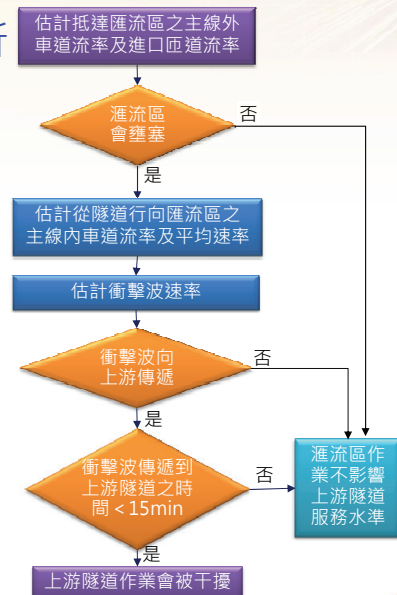 析
估計抵達匯流區之主線外
車道流率及進口匝道流率
滙流區
會壅塞
否
是
估計從隧道行向匯流區之
主線內車道流率及平均速率
估計衝擊波速率
衝擊波向
上游傳遞
否
是
衝擊波傳遞到
上游隧道之時
間＜15min
否
滙流區作
業不影響
上游隧道
服務水準
是
上游隧道作業會被干擾